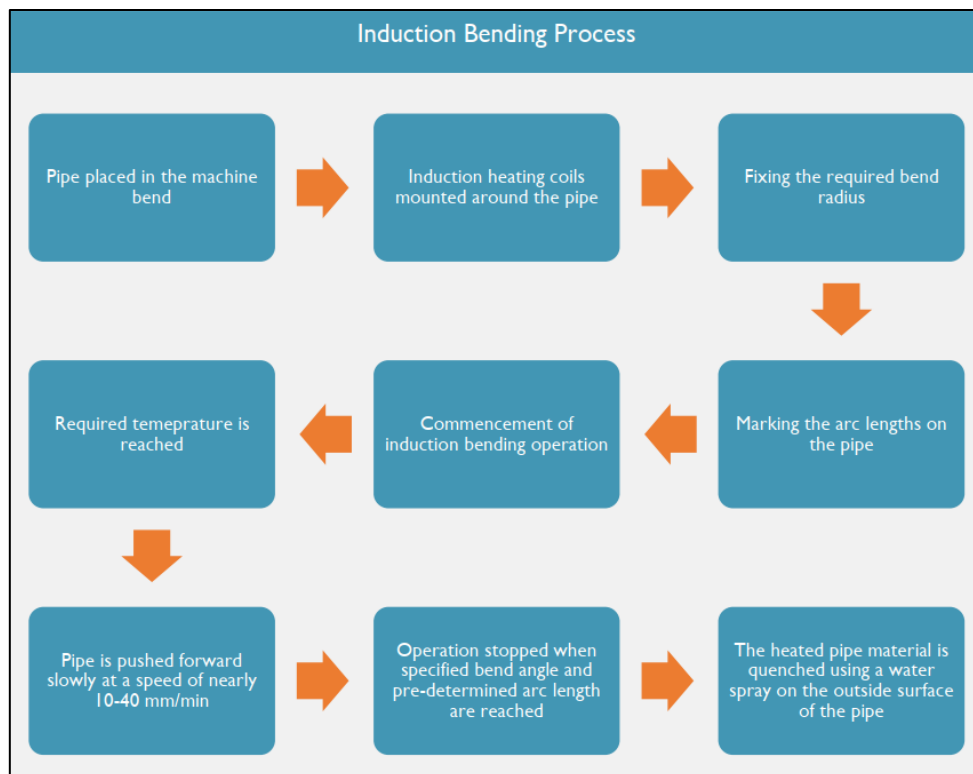 Induction Bending Process
Pipe placed in the machine
bend
Induction heating coils
mounted around the pipe
Fixing the required bend
radius
Marking the arc lengths on
the pipe
Commencement of
induction bending operation
Required temeprature is
reached
Pipe is pushed forward
slowly at a speed of nearly
10-40 mm/min
Operation stopped when
specified bend angle and
pre-determined arc length
are reached
The heated pipe material is
quenched using a water
spray on the outside surface
of the pipe